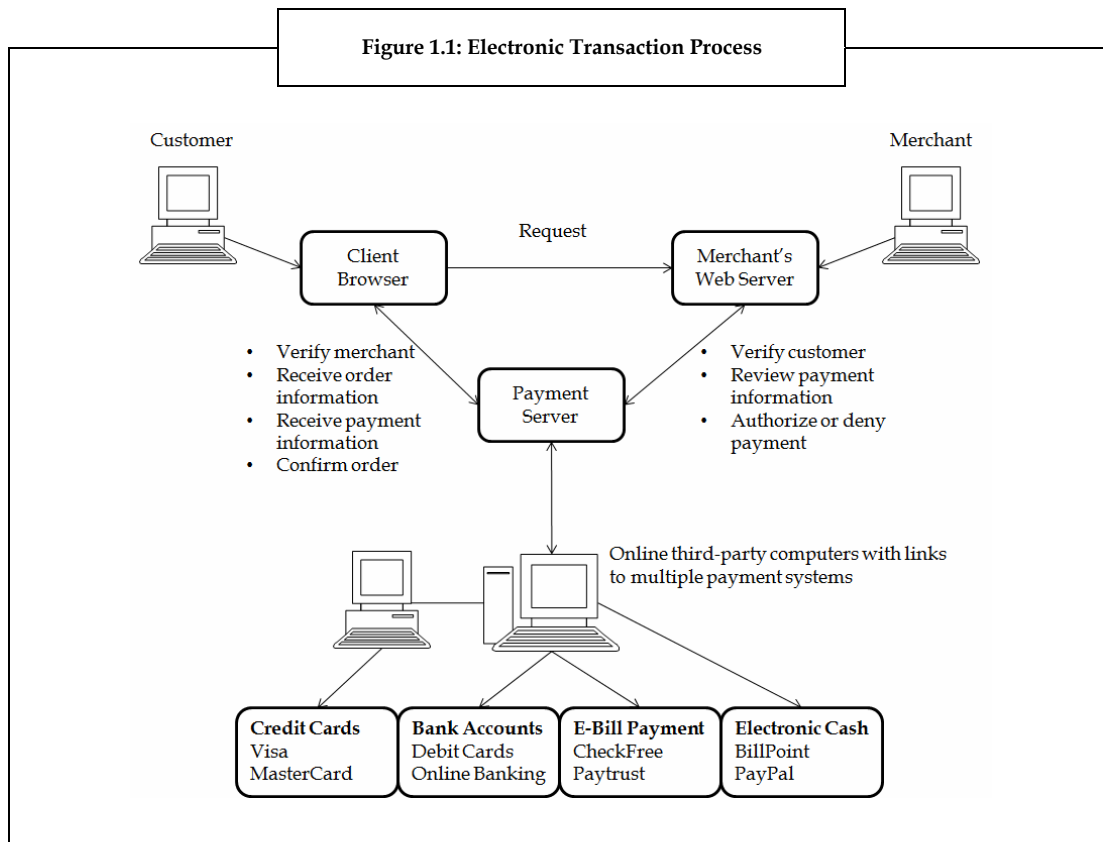 Figure 1.1: Electronic Transaction Process
Customer
Merchant
Request
Client
Browser
Merchant's
Web Server
• Verify merchant
• Receive order
information
• Receive payment
information
• Confirm order
Payment
Server
• Verify customer
• Review payment
information
• Authorize or deny
payment
Online third-party computers with links
to multiple payment systems
Credit Cards
Visa
MasterCard
Bank Accounts
Debit Cards
Online Banking
E-Bill Payment
CheckFree
Paytrust
Electronic Cash
BillPoint
PayPal